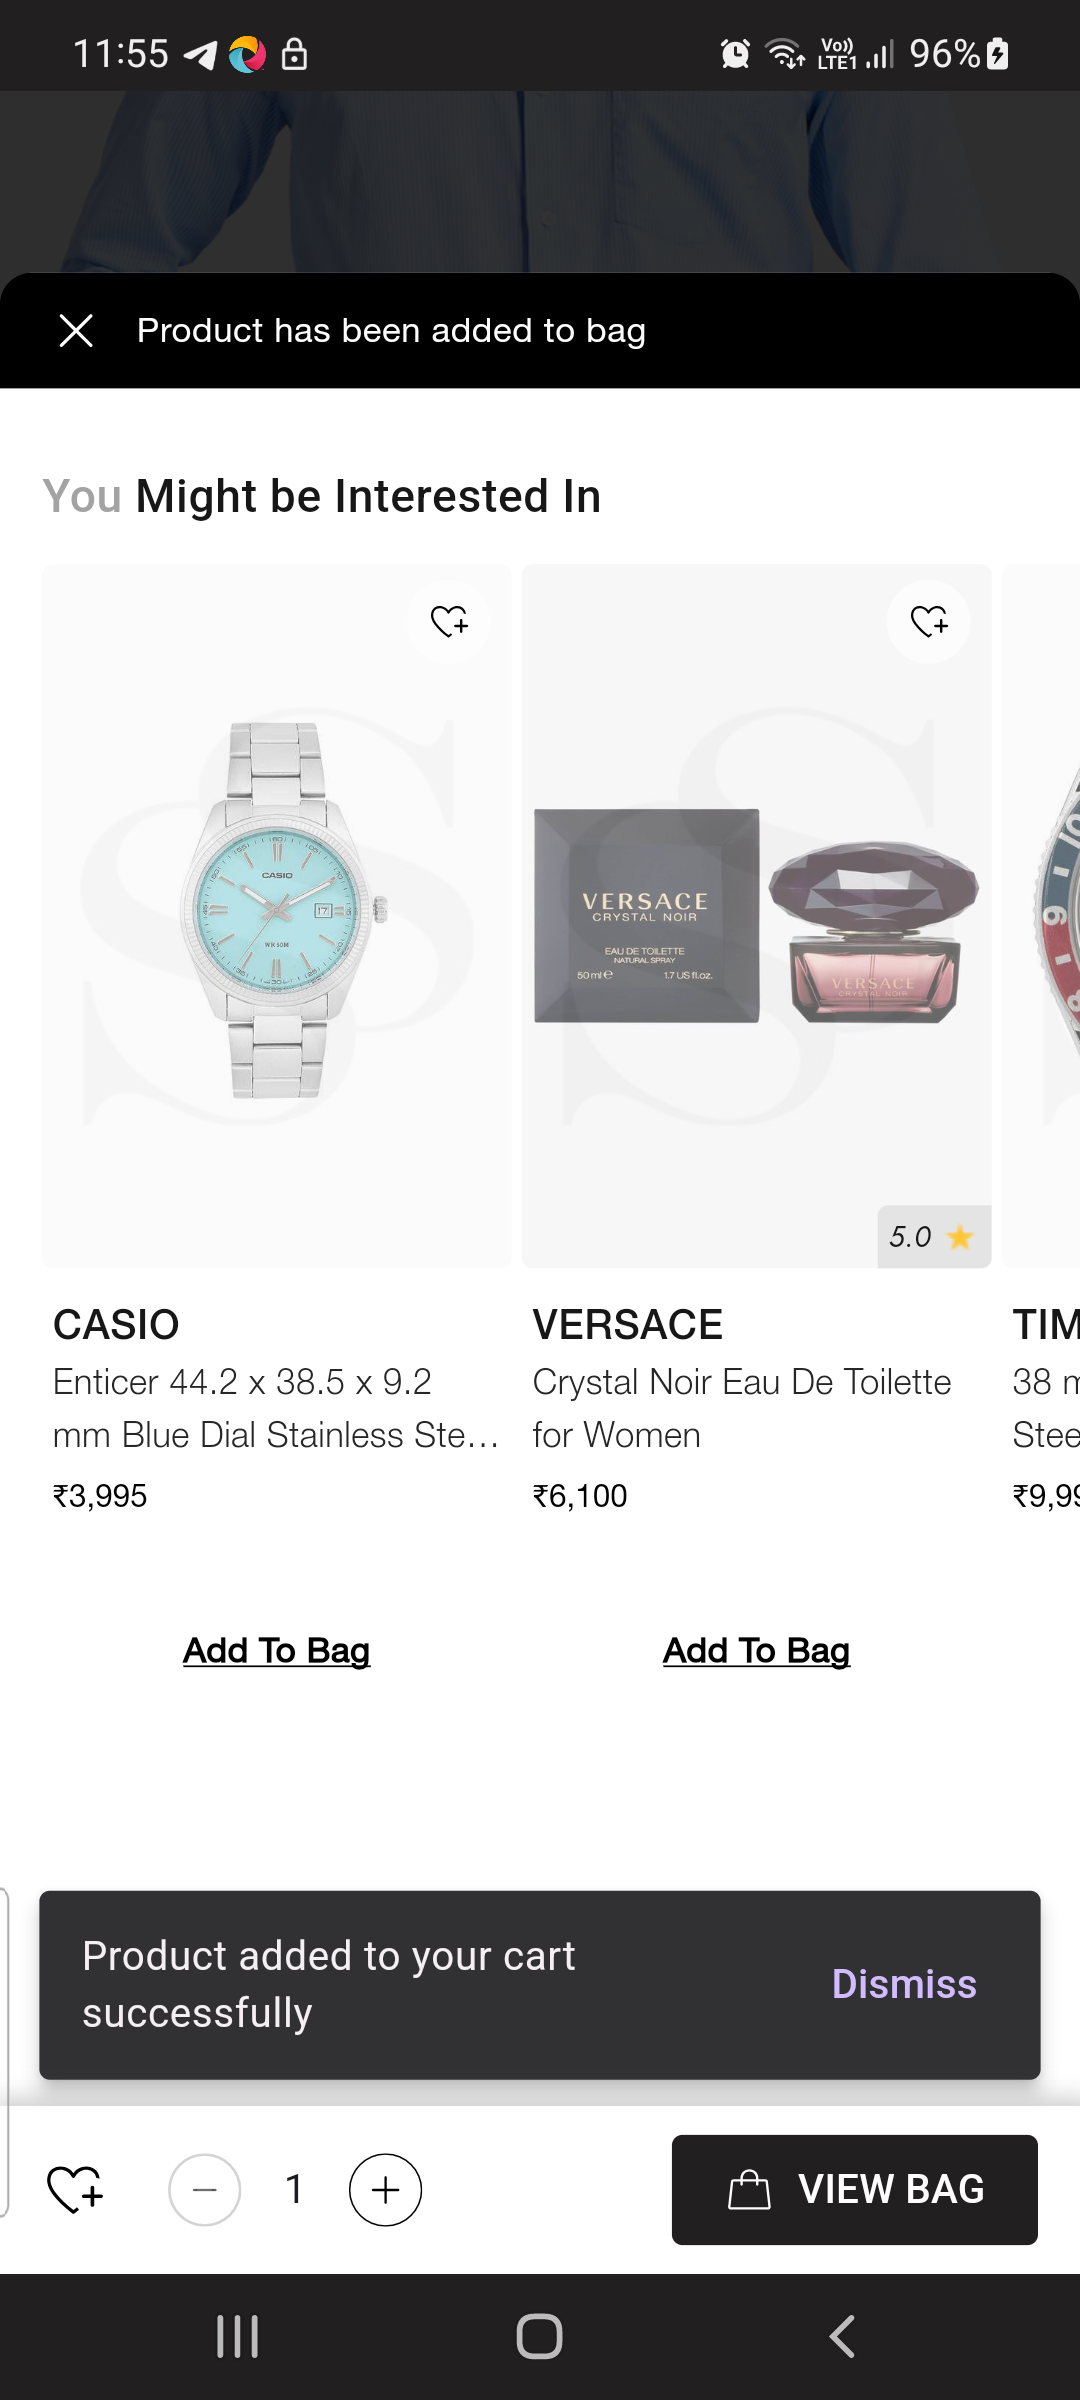 11:55
Vo)) LTE1 96%
Product has been added to bag
You Might be Interested In
CASIO
WR 50M
VERSACE
CRYSTAL NOIR
EAU DE TOILETTE
NATURAL SPRAY
50 ml e 1.7 US fl.oz.
VERSACE
CRYSTAL NOIR
5.0
CASIO
Enticer 44.2 x 38.5 x 9.2
mm Blue Dial Stainless Ste...
₹3,995
Add To Bag
VERSACE
Crystal Noir Eau De Toilette
for Women
₹6,100
Add To Bag
TIM
38 m
Stee
₹9,99
Product added to your cart
successfully
Dismiss
1
VIEW BAG